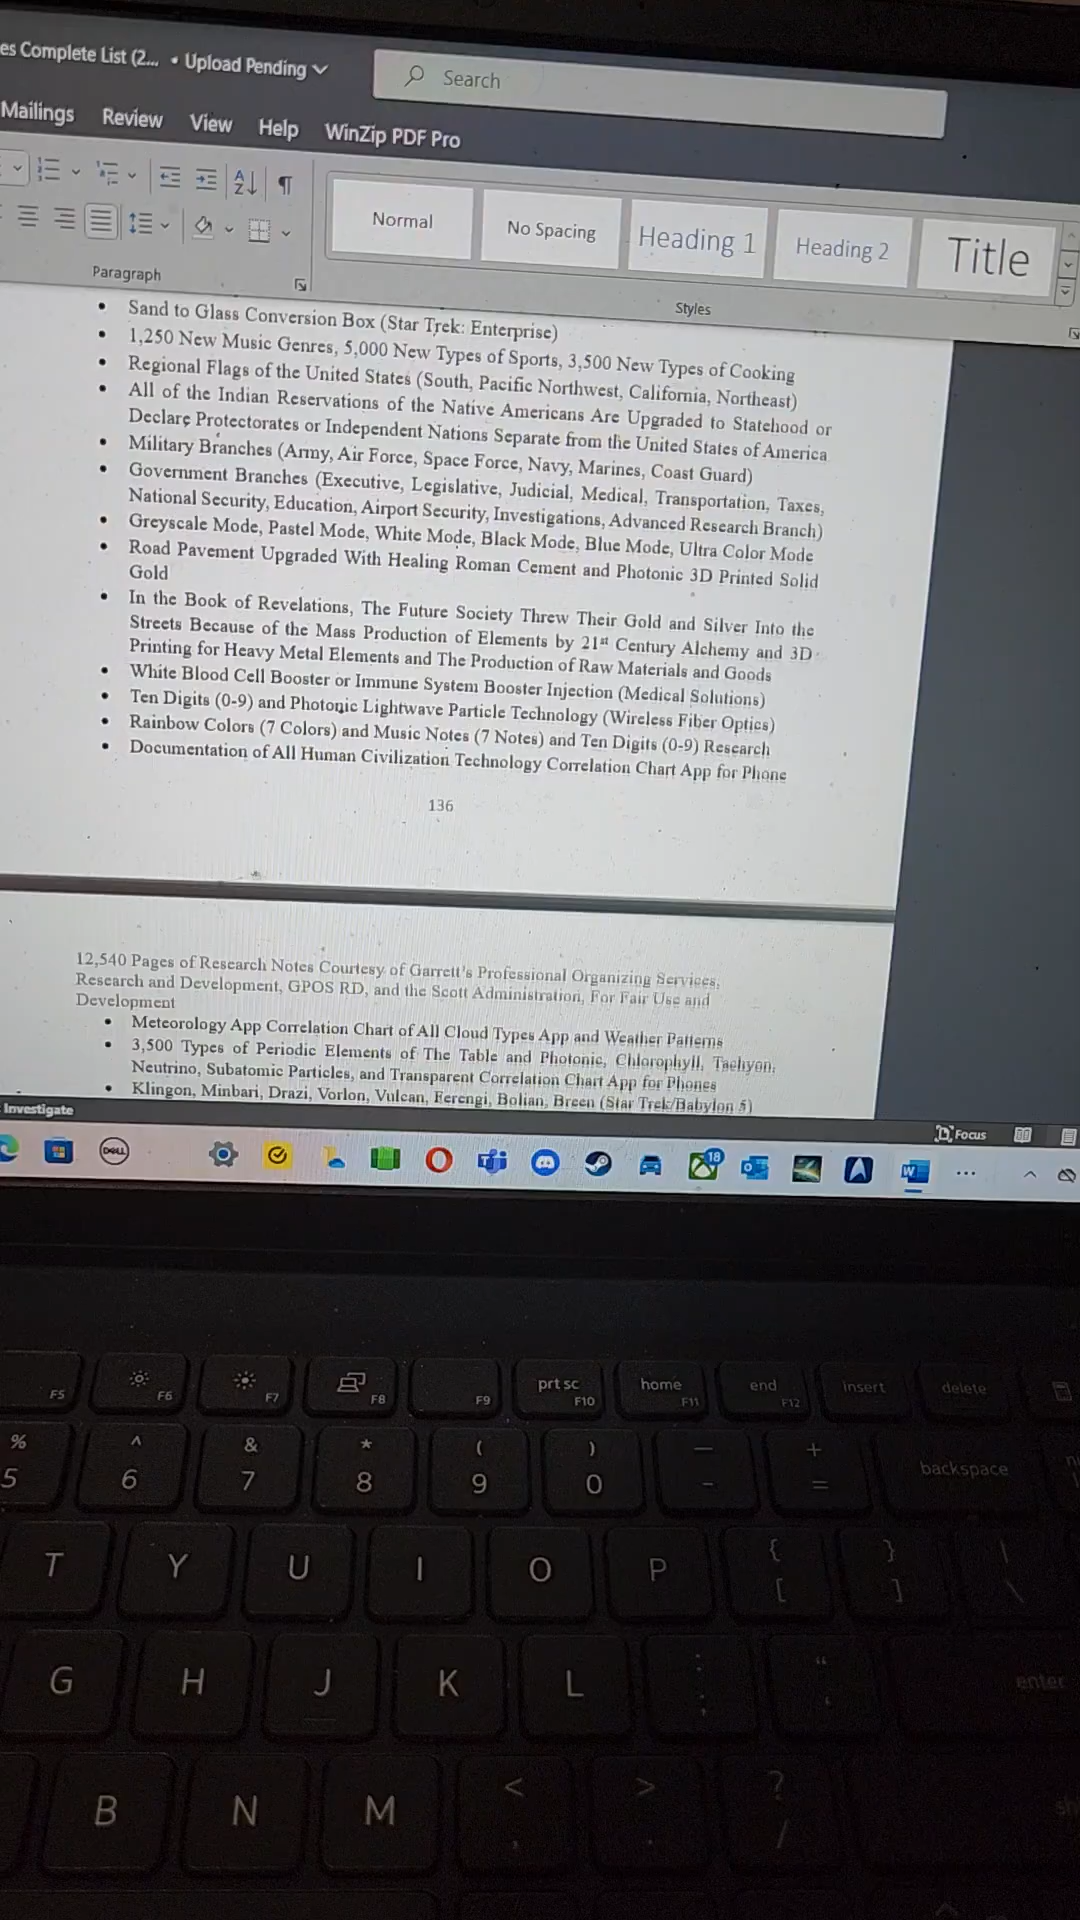 es Complete List (2... • Upload Pending
Search
Mailings Review View Help WinZip PDF Pro
Normal No Spacing Heading 1 Heading 2 Title
Paragraph Styles
• Sand to Glass Conversion Box (Star Trek: Enterprise)
• 1,250 New Music Genres, 5,000 New Types of Sports, 3,500 New Types of Cooking
• Regional Flags of the United States (South, Pacific Northwest, California, Northeast)
• All of the Indian Reservations of the Native Americans Are Upgraded to Statehood or
Declare Protectorates or Independent Nations Separate from the United States of America
• Military Branches (Army, Air Force, Space Force, Navy, Marines, Coast Guard)
• Government Branches (Executive, Legislative, Judicial, Medical, Transportation, Taxes,
National Security, Education, Airport Security, Investigations, Advanced Research Branch)
• Greyscale Mode, Pastel Mode, White Mode, Black Mode, Blue Mode, Ultra Color Mode
• Road Pavement Upgraded With Healing Roman Cement and Photonic 3D Printed Solid
Gold
• In the Book of Revelations, The Future Society Threw Their Gold and Silver Into the
Streets Because of the Mass Production of Elements by 21st Century Alchemy and 3D
Printing for Heavy Metal Elements and The Production of Raw Materials and Goods
• White Blood Cell Booster or Immune System Booster Injection (Medical Solutions)
• Ten Digits (0-9) and Photonic Lightwave Particle Technology (Wireless Fiber Optics)
• Rainbow Colors (7 Colors) and Music Notes (7 Notes) and Ten Digits (0-9) Research
• Documentation of All Human Civilization Technology Correlation Chart App for Phone
136
12,540 Pages of Research Notes Courtesy of Garrett's Professional Organizing Services,
Research and Development, GPOS RD, and the Scott Administration, For Fair Use and
Development
• Meteorology App Correlation Chart of All Cloud Types App and Weather Patterns
• 3,500 Types of Periodic Elements of The Table and Photonic, Chlorophyll, Tachyon,
Neutrino, Subatomic Particles, and Transparent Correlation Chart App for Phones
• Klingon, Minbari, Drazi, Vorlon, Vulcan, Ferengi, Bolian, Breen (Star Trek/Babylon 5)
Investigate
Focus
DELL
18
F5 F6 F7 F8 F9 prt sc F10 home F11 end F12 insert delete
% 5 ^ 6 & 7 * 8 ( 9 ) 0 — - + = backspace
T Y U I O P { [ } ] | \
G H J K L : ; “ ‘ enter
B N M < , > . ? / sh